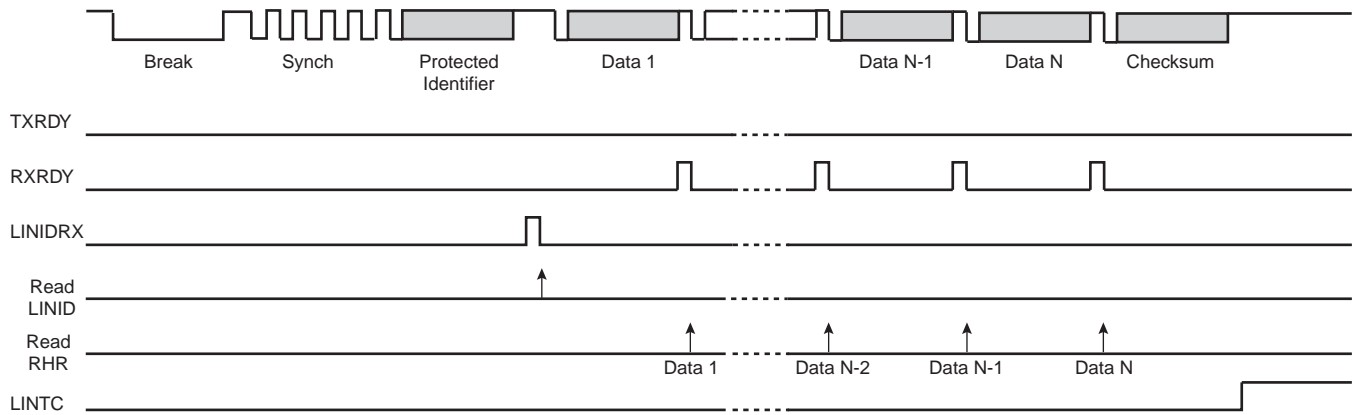 Break Synch Protected Data 1 Data N-1 Data N Checksum
Identifier
TXRDY
RXRDY
LINIDRX
Read
LINID
Read
RHR
Data 1 Data N-2 Data N-1 Data N
LINTC